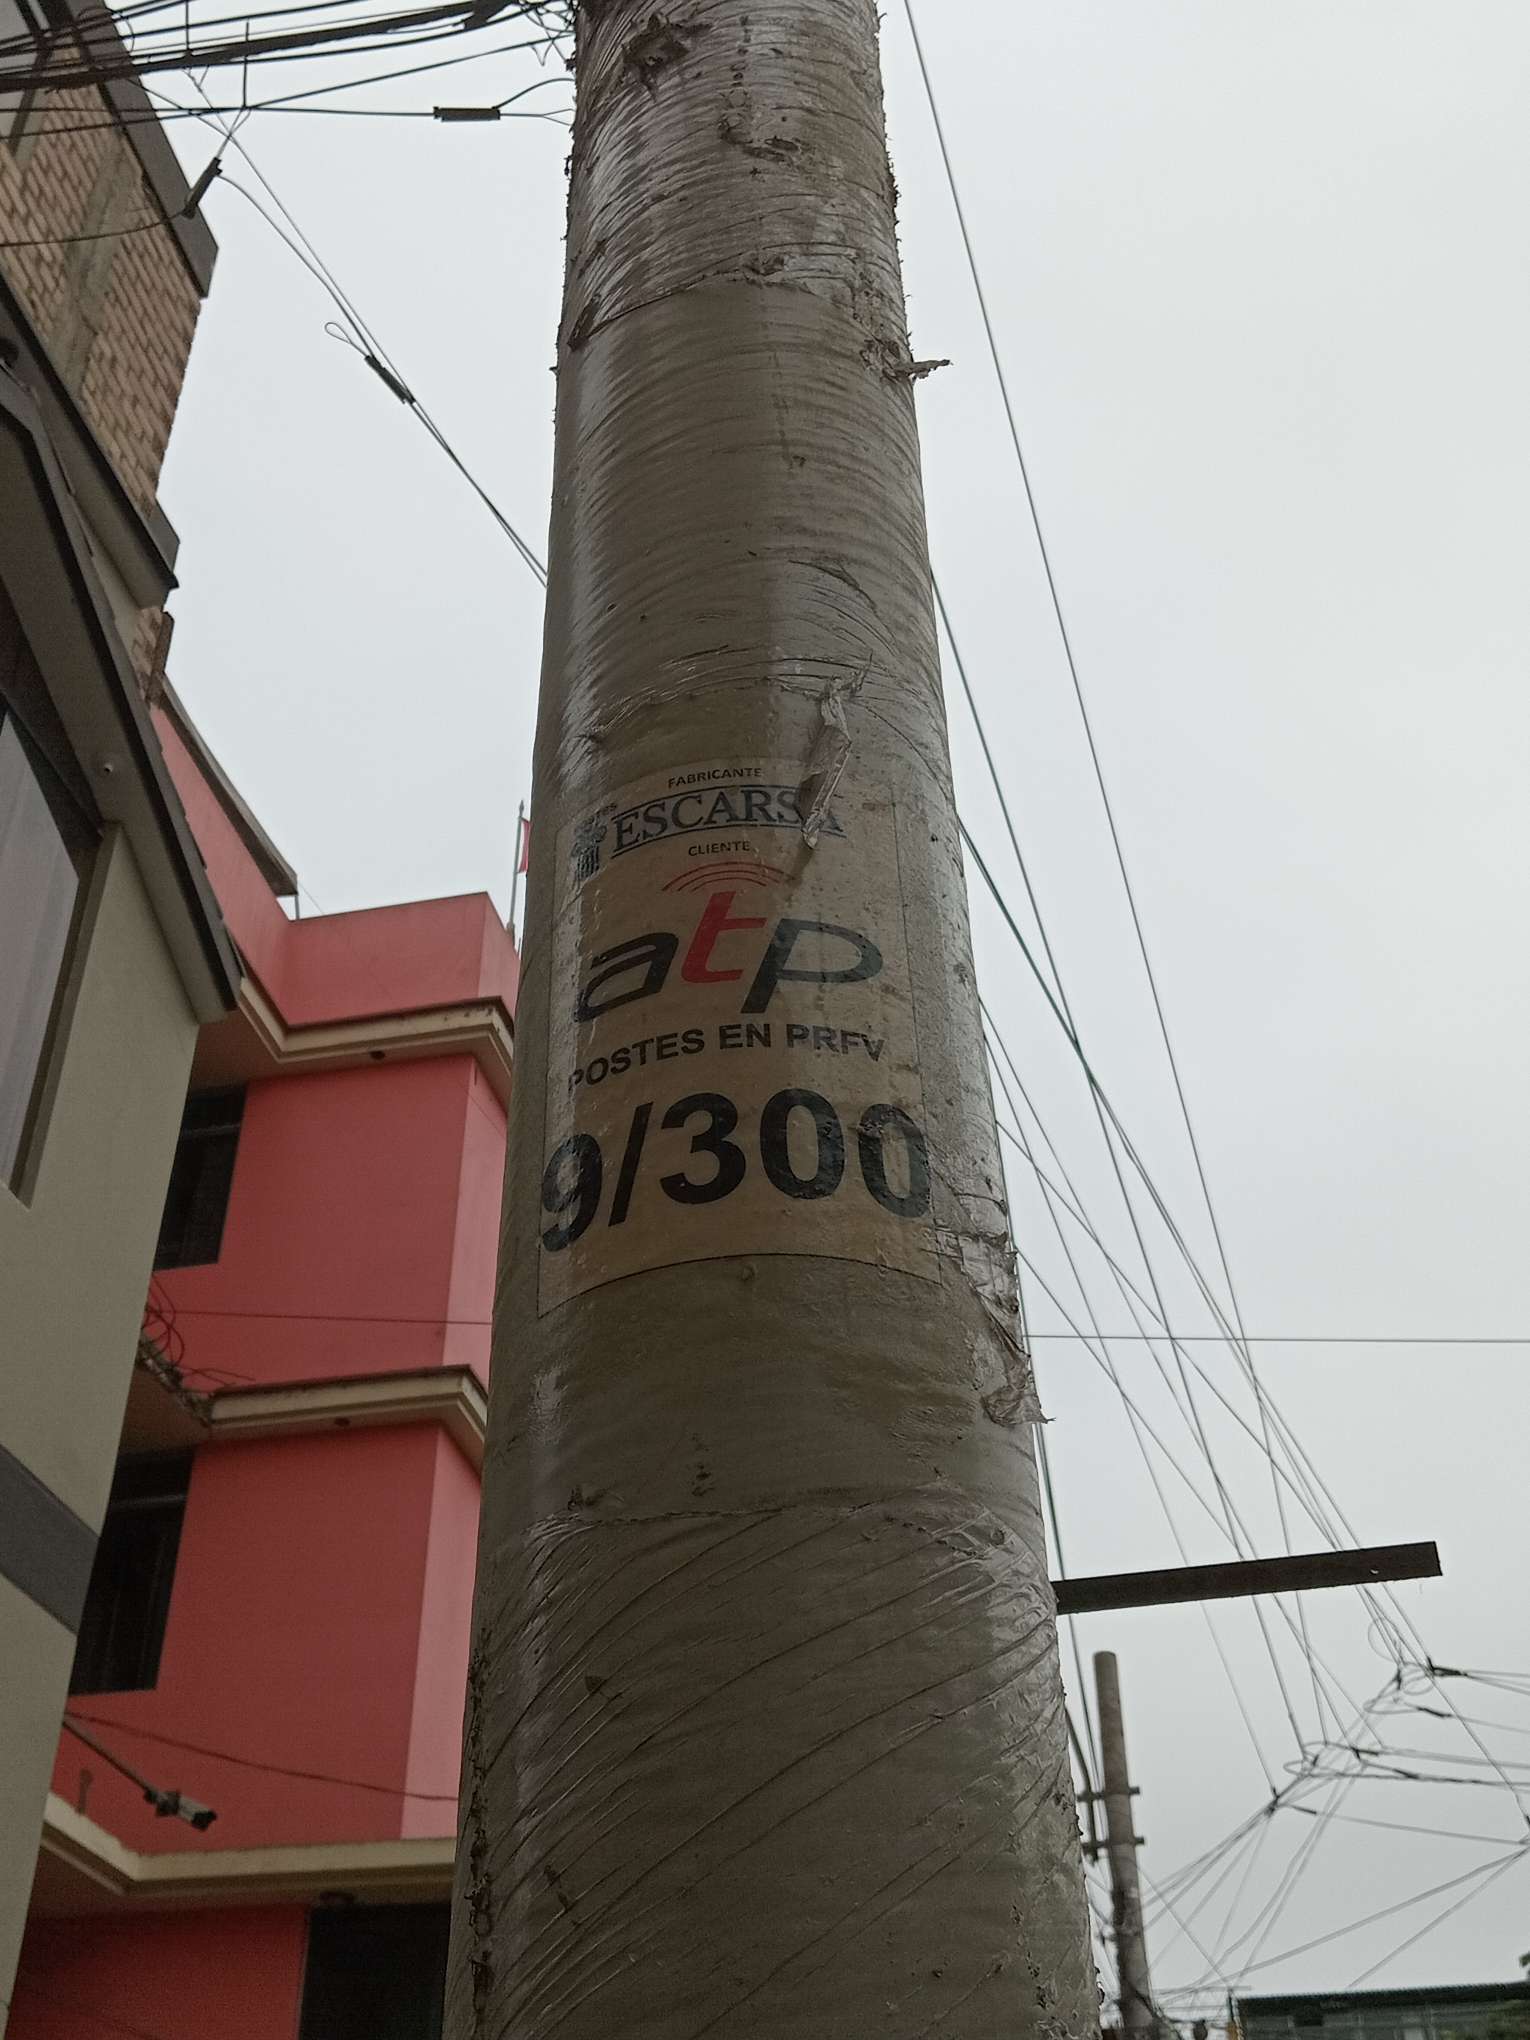 FABRICANTE
ESCARSA
CLIENTE
atp
POSTES EN PRFV
9/300